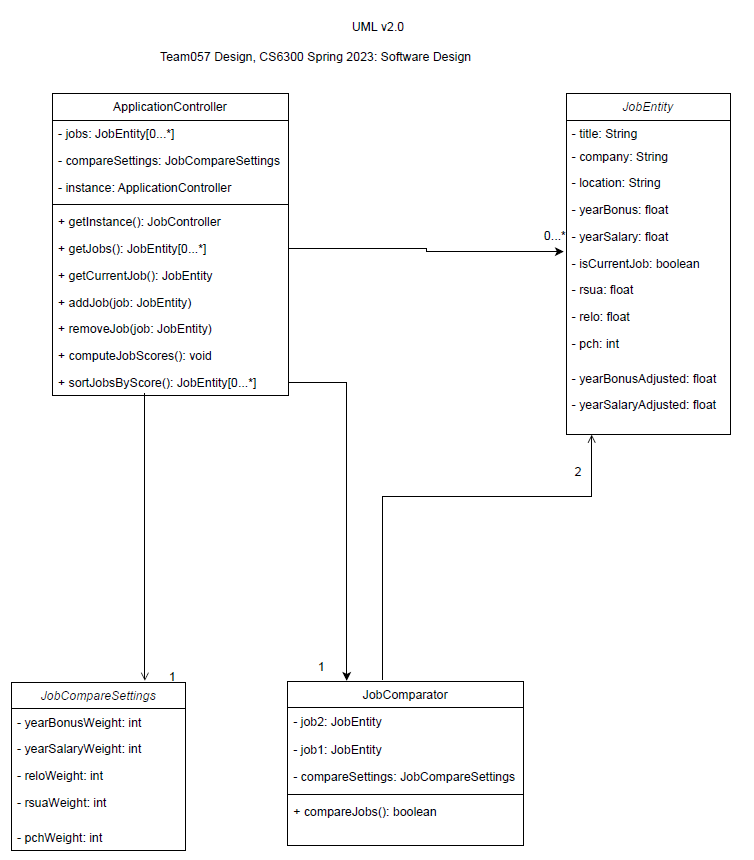 UML v2.0
Team057 Design, CS6300 Spring 2023: Software Design
ApplicationController
- jobs: JobEntity[0...*]
- compareSettings: JobCompareSettings
- instance: ApplicationController
+ getInstance(): JobController
+ getJobs(): JobEntity[0...*]
+ getCurrentJob(): JobEntity
+ addJob(job: JobEntity)
+ removeJob(job: JobEntity)
+ computeJobScores(): void
+ sortJobsByScore(): JobEntity[0...*]
0...*
JobEntity
- title: String
- company: String
- location: String
- yearBonus: float
- yearSalary: float
- isCurrentJob: boolean
- rsua: float
- relo: float
- pch: int
- yearBonusAdjusted: float
- yearSalaryAdjusted: float
2
1
1
JobCompareSettings
- yearBonusWeight: int
- yearSalaryWeight: int
- reloWeight: int
- rsuaWeight: int
- pchWeight: int
JobComparator
- job2: JobEntity
- job1: JobEntity
- compareSettings: JobCompareSettings
+ compareJobs(): boolean